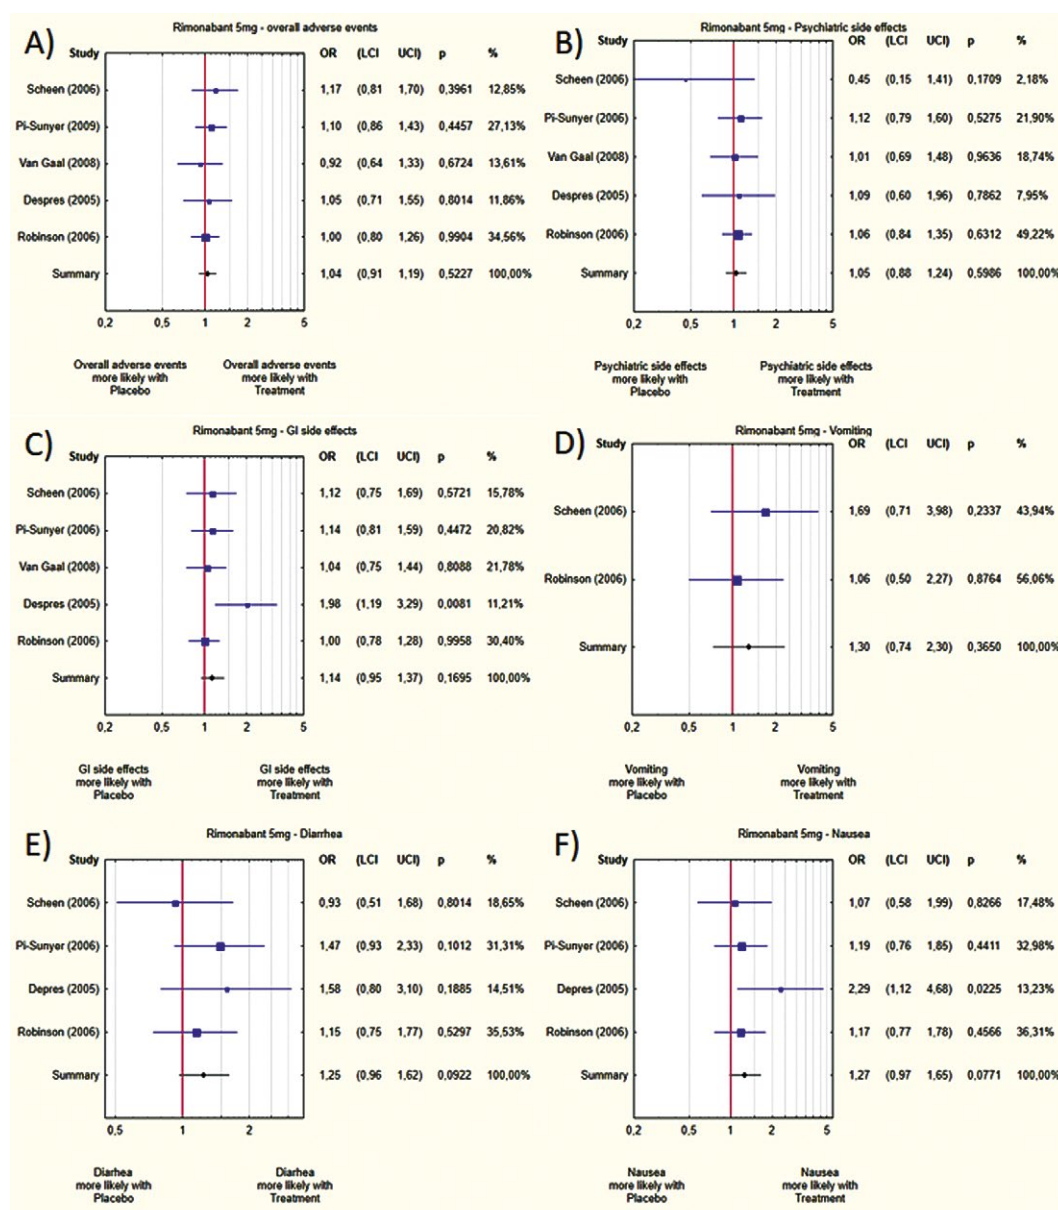 A)
Rimonabant 5mg - overall adverse events
Study OR (LCI UCI) p %
Scheen (2006) 1,17 (0,81 1,70) 0,3961 12,85%
Pi-Sunyer (2009) 1,10 (0,86 1,43) 0,4457 27,13%
Van Gaal (2008) 0,92 (0,64 1,33) 0,6724 13,61%
Despres (2005) 1,05 (0,71 1,55) 0,8014 11,86%
Robinson (2006) 1,00 (0,80 1,26) 0,9904 34,56%
Summary 1,04 (0,91 1,19) 0,5227 100,00%
0,2 0,5 1 2 5
Overall adverse events Overall adverse events
more likely with more likely with
Placebo Treatment
B)
Rimonabant 5mg - Psychiatric side effects
Study OR (LCI UCI) p %
Scheen (2006) 0,45 (0,15 1,41) 0,1709 2,18%
Pi-Sunyer (2006) 1,12 (0,79 1,60) 0,5275 21,90%
Van Gaal (2008) 1,01 (0,69 1,48) 0,9636 18,74%
Despres (2005) 1,09 (0,60 1,96) 0,7862 7,95%
Robinson (2006) 1,06 (0,84 1,35) 0,6312 49,22%
Summary 1,05 (0,88 1,24) 0,5986 100,00%
0,2 0,5 1 2 5
Psychiatric side effects Psychiatric side effects
more likely with more likely with
Placebo Treatment
C)
Rimonabant 5mg - GI side effects
Study OR (LCI UCI) p %
Scheen (2006) 1,12 (0,75 1,69) 0,5721 15,78%
Pi-Sunyer (2006) 1,14 (0,81 1,59) 0,4472 20,82%
Van Gaal (2008) 1,04 (0,75 1,44) 0,8088 21,78%
Despres (2005) 1,98 (1,19 3,29) 0,0081 11,21%
Robinson (2006) 1,00 (0,78 1,28) 0,9958 30,40%
Summary 1,14 (0,95 1,37) 0,1695 100,00%
0,2 0,5 1 2 5
GI side effects GI side effects
more likely with more likely with
Placebo Treatment
D)
Rimonabant 5mg - Vomiting
Study OR (LCI UCI) p %
Scheen (2006) 1,69 (0,71 3,98) 0,2337 43,94%
Robinson (2006) 1,06 (0,50 2,27) 0,8764 56,06%
Summary 1,30 (0,74 2,30) 0,3650 100,00%
0,2 0,5 1 2 5
Vomiting Vomiting
more likely with more likely with
Placebo Treatment
E)
Rimonabant 5mg - Diarrhea
Study OR (LCI UCI) p %
Scheen (2006) 0,93 (0,51 1,68) 0,8014 18,65%
Pi-Sunyer (2006) 1,47 (0,93 2,33) 0,1012 31,31%
Depres (2005) 1,58 (0,80 3,10) 0,1885 14,51%
Robinson (2006) 1,15 (0,75 1,77) 0,5297 35,53%
Summary 1,25 (0,96 1,62) 0,0922 100,00%
0.5 1 2
Diarhea Diarhea
more likely with more likely with
Placebo Treatment
F)
Rimonabant 5mg - Nausea
Study OR (LCI UCI) p %
Scheen (2006) 1,07 (0,58 1,99) 0,8266 17,48%
Pi-Sunyer (2006) 1,19 (0,76 1,85) 0,4411 32,98%
Depres (2005) 2,29 (1,12 4,68) 0,0225 13,23%
Robinson (2006) 1,17 (0,77 1,78) 0,4566 36,31%
Summary 1,27 (0,97 1,65) 0,0771 100,00%
0,2 0,5 1 2 5
Nausea Nausea
more likely with more likely with
Placebo Treatment